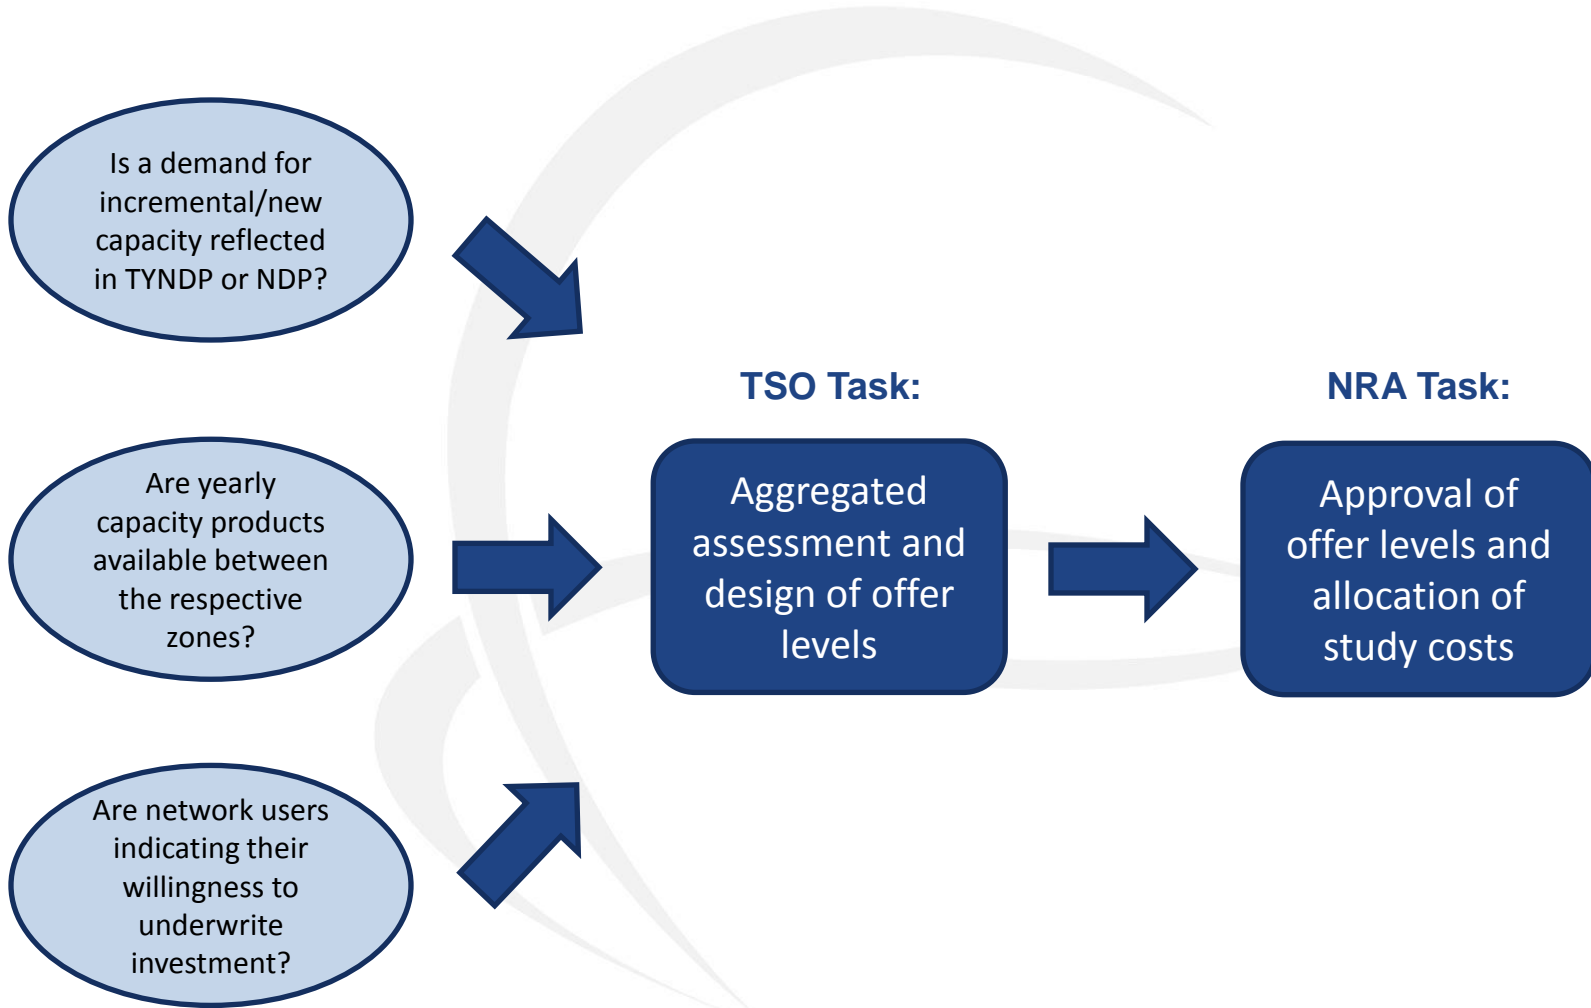 Is a demand for
incremental/new
capacity reflected
in TYNDP or NDP?
Are yearly
capacity products
available between
the respective
zones?
Are network users
indicating their
willingness to
underwrite
investment?
TSO Task:
Aggregated
assessment and
design of offer
levels
NRA Task:
Approval of
offer levels and
allocation of
study costs